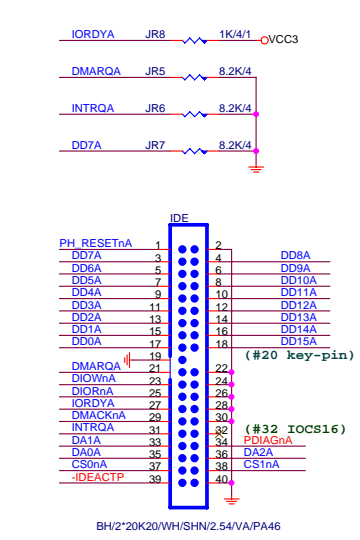 IORDYA JR8 1K/4/1 VCC3
DMARQA JR5 8.2K/4
INTRQA JR6 8.2K/4
DD7A JR7 8.2K/4
IDE
PH_RESETnA 1 2
DD7A 3 4 DD8A
DD6A 5 6 DD9A
DD5A 7 8 DD10A
DD4A 9 10 DD11A
DD3A 11 12 DD12A
DD2A 13 14 DD13A
DD1A 15 16 DD14A
DD0A 17 18 DD15A
19 (#20 key-pin)
DMARQA 21 22
DIOWnA 23 24
DIORnA 25 26
IORDYA 27 28
DMACKnA 29 30
INTRQA 31 32 (#32 IOCS16)
DA1A 33 34 PDIAGnA
DA0A 35 36 DA2A
CS0nA 37 38 CS1nA
-IDEACTP 39 40
BH/2*20K20/WH/SHN/2.54/VA/PA46